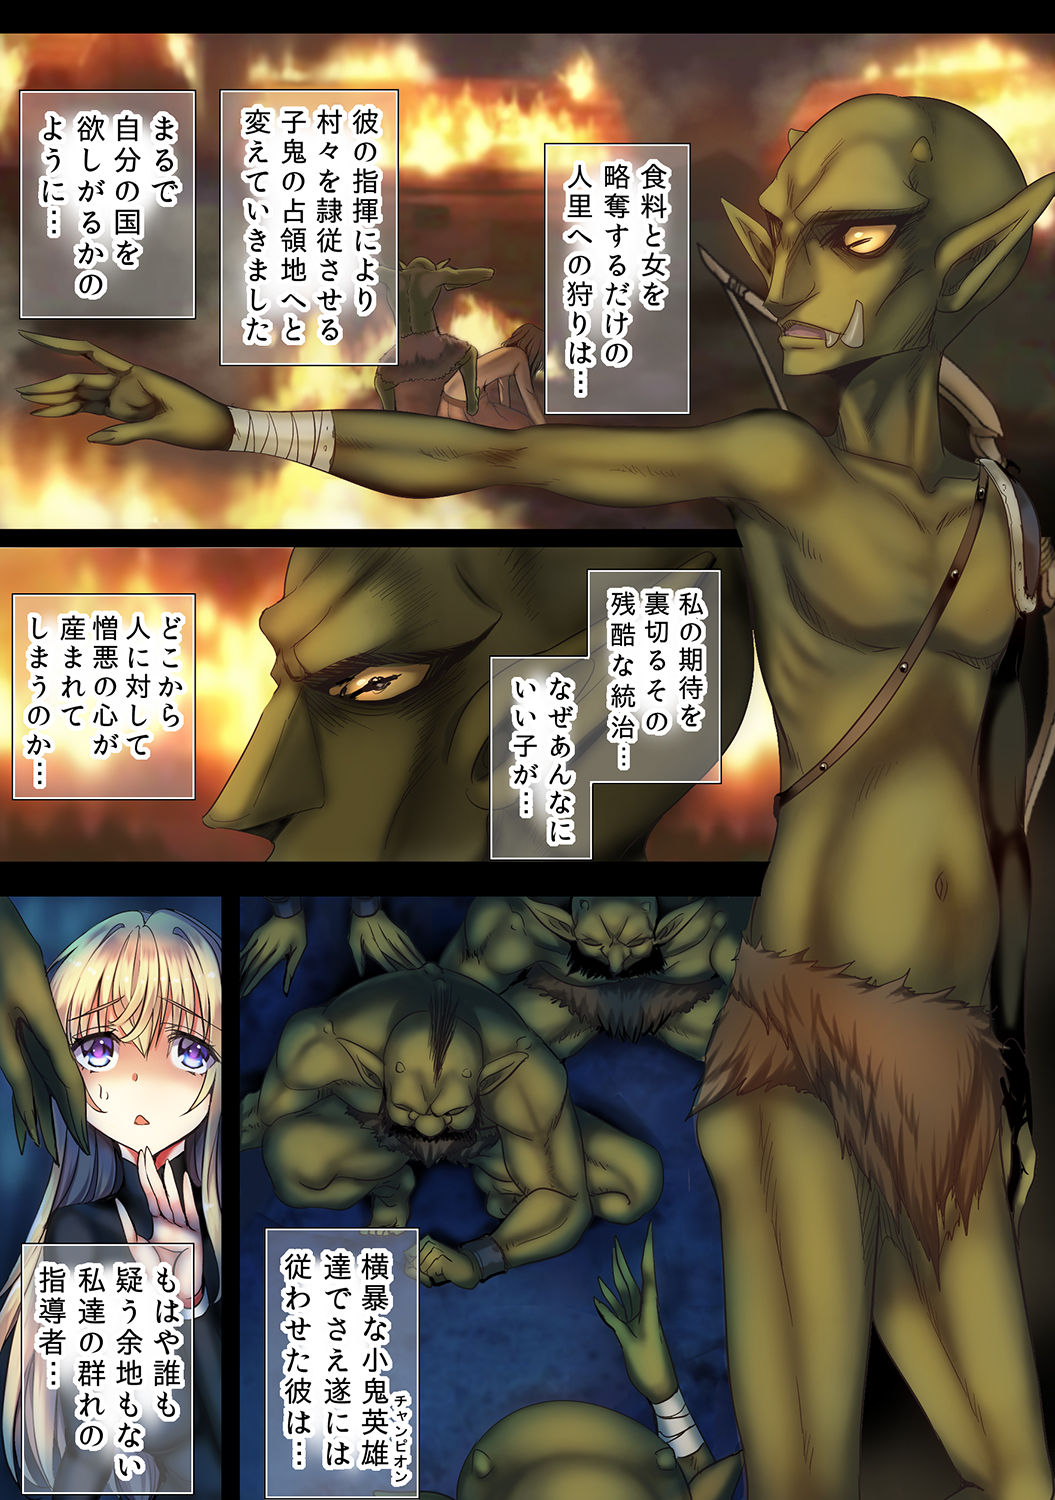 食料と女を
略奪するだけの
人里への狩りは…
彼の指揮により
村々を隷従させる
子鬼の占領地へと
変えていきました
まるで
自分の国を
欲しがるかの
ように…
私の期待を
裏切るその
残酷な統治…
なぜあんなに
いい子が…
どこから
人に対して
憎悪の心が
産まれて
しまうのか…
横暴な小鬼英雄
チャンピオン
達でさえ遂には
従わせた彼は…
もはや誰も
疑う余地もない
私達の群れの
指導者…